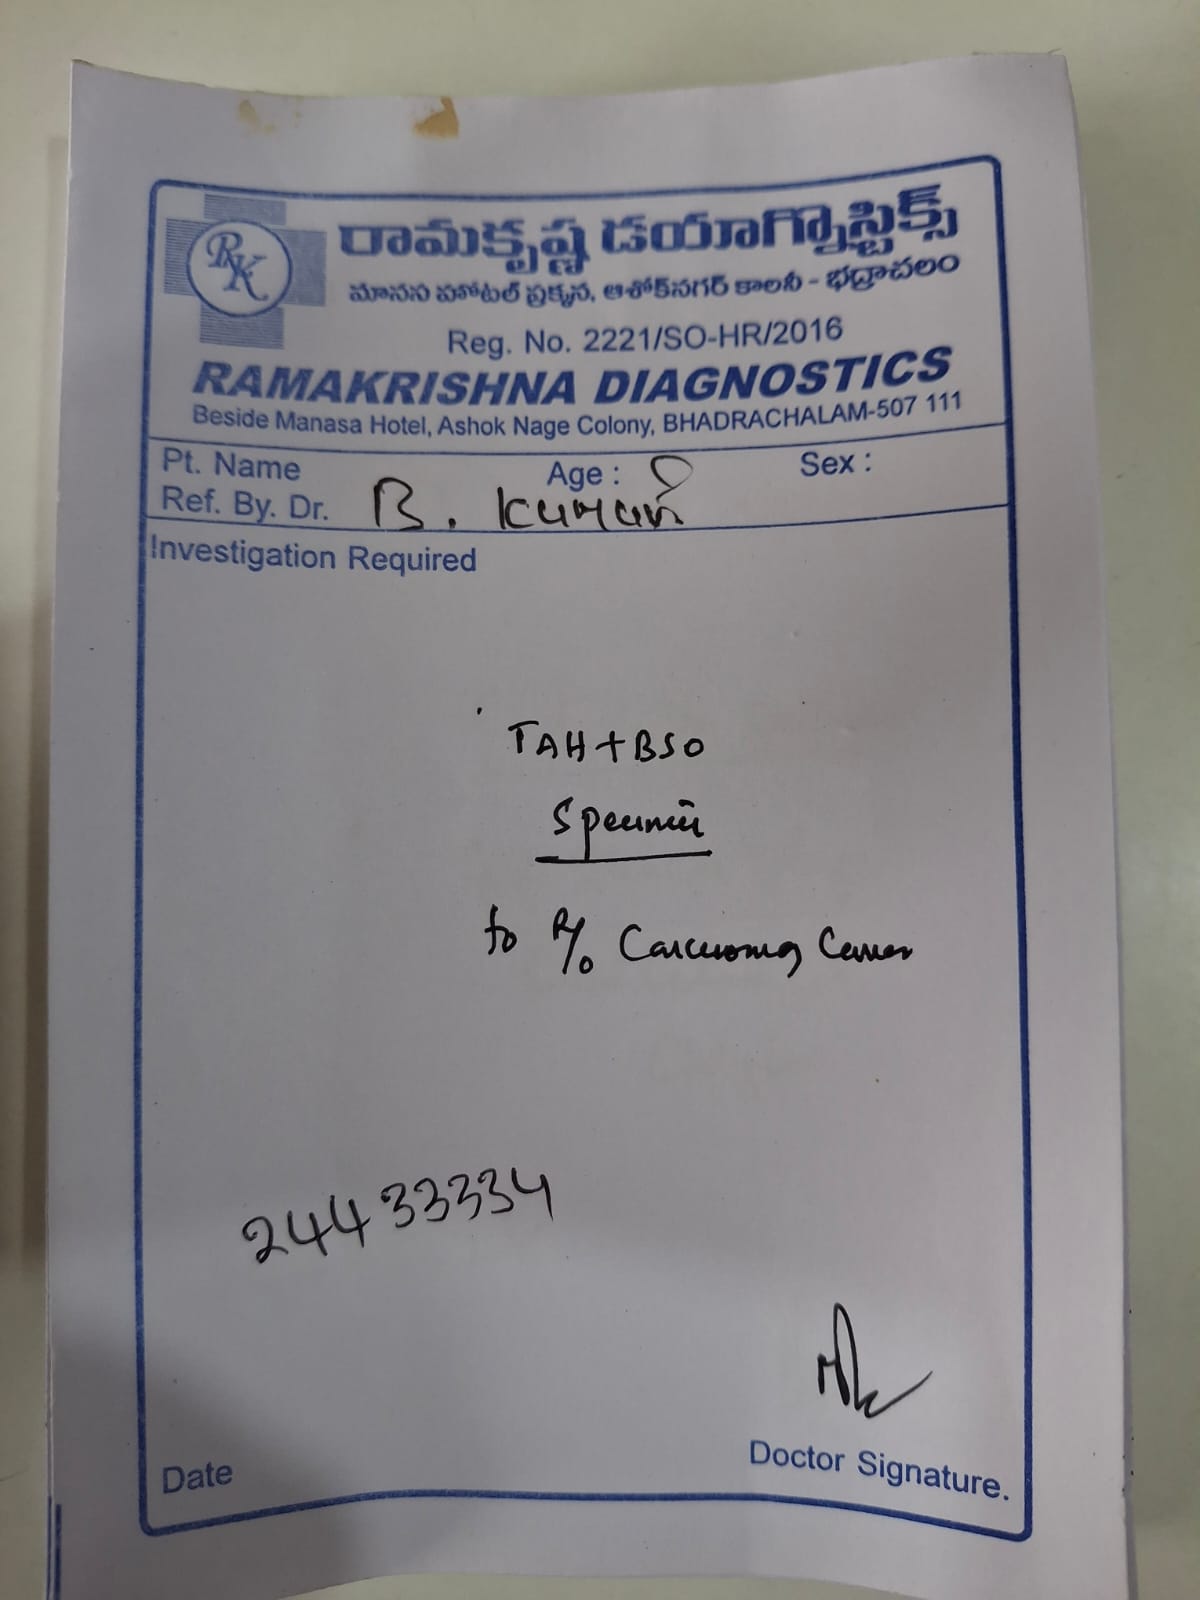 RK
రామకృష్ణ డయాగ్నొస్టిక్స్
మానస హోటల్ ప్రక్కన, ఆశోక్‌నగర్ కాలనీ - భద్రాచలం
Reg. No. 2221/SO-HR/2016
RAMAKRISHNA DIAGNOSTICS
Beside Manasa Hotel, Ashok Nage Colony, BHADRACHALAM-507 111
Pt. Name Age : Sex :
Ref. By. Dr. B. Kumari
Investigation Required
TAH+BSO
Specimen
to R/o Carcinoma Cervix
24433334
Date Doctor Signature.